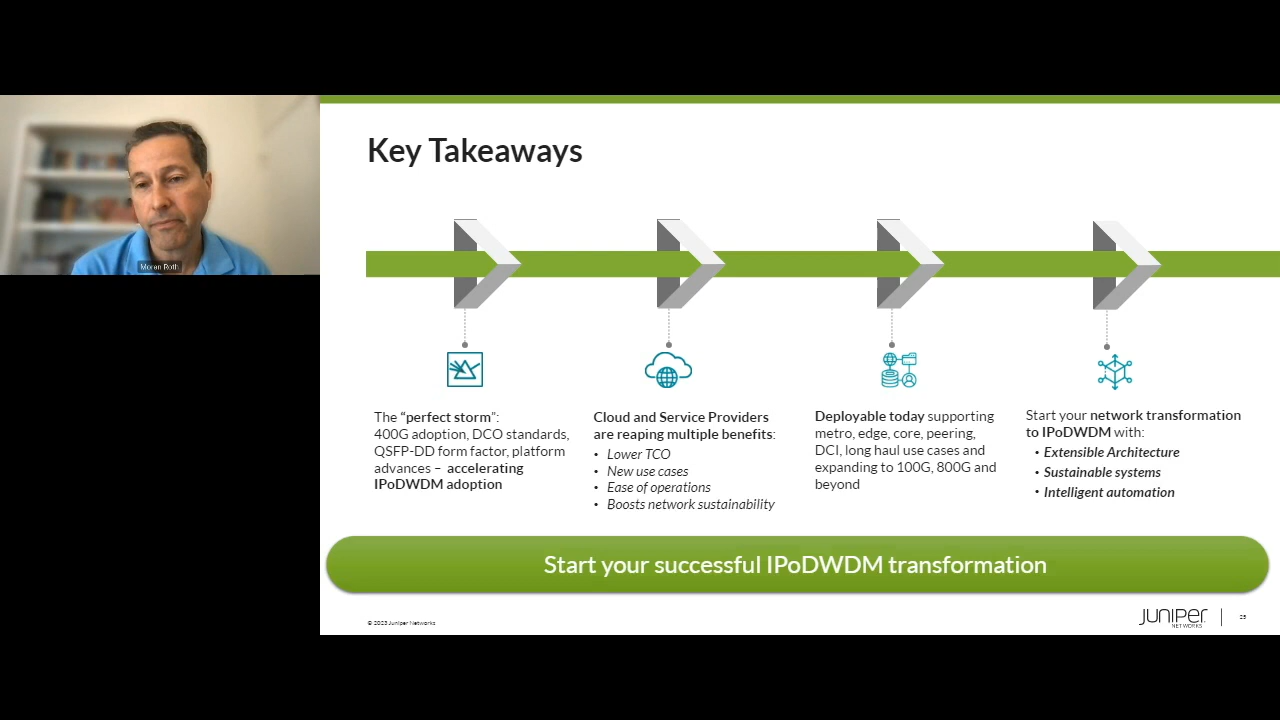 Key Takeaways
Moran Roth
The “perfect storm”:
400G adoption, DCO standards,
QSFP-DD form factor, platform
advances – accelerating
IPoDWDM adoption
Cloud and Service Providers
are reaping multiple benefits:
• Lower TCO
• New use cases
• Ease of operations
• Boosts network sustainability
Deployable today supporting
metro, edge, core, peering,
DCI, long haul use cases and
expanding to 100G, 800G and
beyond
Start your network transformation
to IPoDWDM with:
• Extensible Architecture
• Sustainable systems
• Intelligent automation
Start your successful IPoDWDM transformation
© 2023 Juniper Networks
JUNIPER
NETWORKS